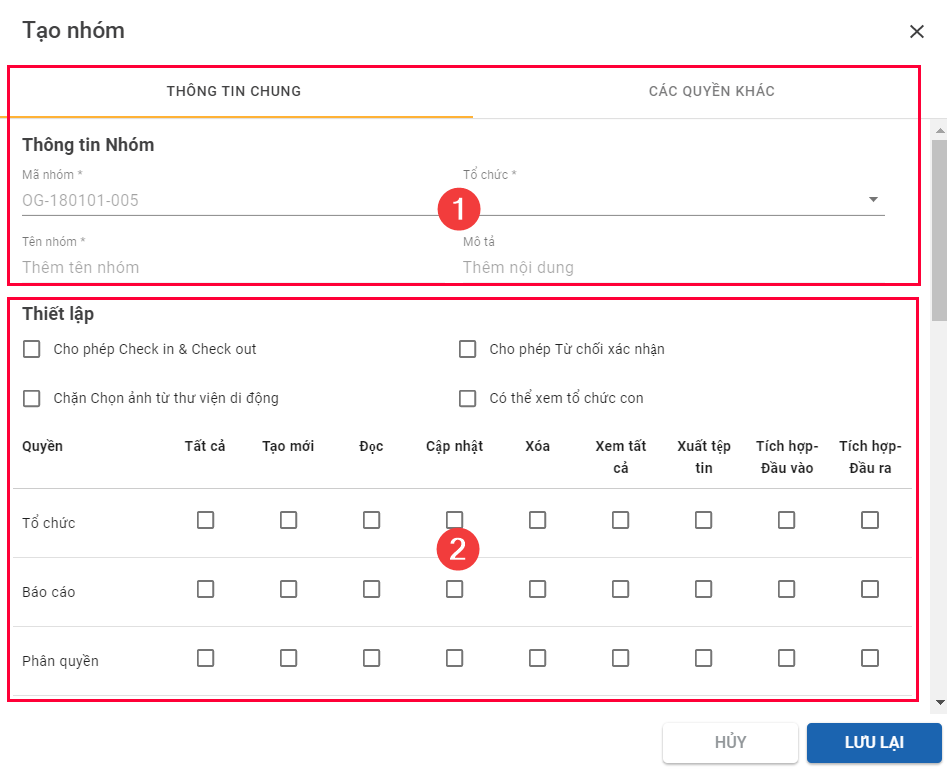 Tạo nhóm
THÔNG TIN CHUNG CÁC QUYỀN KHÁC
Thông tin Nhóm
Mã nhóm * Tổ chức *
OG-180101-005
1
Tên nhóm * Mô tả
Thêm tên nhóm Thêm nội dung
Thiết lập
Cho phép Check in & Check out Cho phép Từ chối xác nhận
Chặn Chọn ảnh từ thư viện di động Có thể xem tổ chức con
Quyền Tất cả Tạo mới Đọc Cập nhật Xóa Xem tất Xuất tệp Tích hợp- Tích hợp-
cả tin Đầu vào Đầu ra
Tổ chức
2
Báo cáo
Phân quyền
HỦY LƯU LẠI